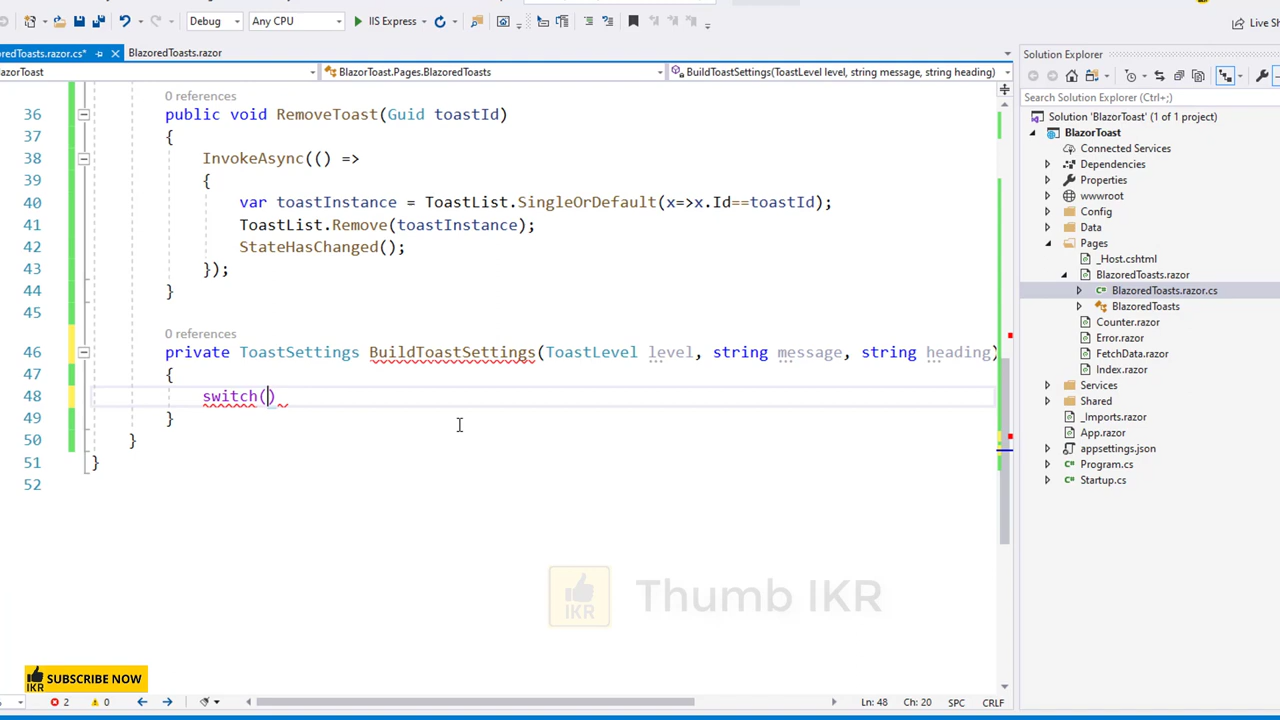 Debug Any CPU IIS Express Live Sh
oredToasts.razor.cs* BlazoredToasts.razor
azorToast BlazorToast.Pages.BlazoredToasts BuildToastSettings(ToastLevel level, string message, string heading)
0 references
36 public void RemoveToast(Guid toastId)
37 {
38 InvokeAsync(() =>
39 {
40 var toastInstance = ToastList.SingleOrDefault(x=>x.Id==toastId);
41 ToastList.Remove(toastInstance);
42 StateHasChanged();
43 });
44 }
45
0 references
46 private ToastSettings BuildToastSettings(ToastLevel level, string message, string heading)
47 {
48 switch()
49 }
50 }
51 }
52
Thumb IKR
IKR
IKR SUBSCRIBE NOW
2 0 Ln: 48 Ch: 20 SPC CRLF
Solution Explorer
Search Solution Explorer (Ctrl+;)
Solution 'BlazorToast' (1 of 1 project)
BlazorToast
Connected Services
Dependencies
Properties
wwwroot
Config
Data
Pages
_Host.cshtml
BlazoredToasts.razor
BlazoredToasts.razor.cs
BlazoredToasts
Counter.razor
Error.razor
FetchData.razor
Index.razor
Services
Shared
_Imports.razor
App.razor
appsettings.json
Program.cs
Startup.cs